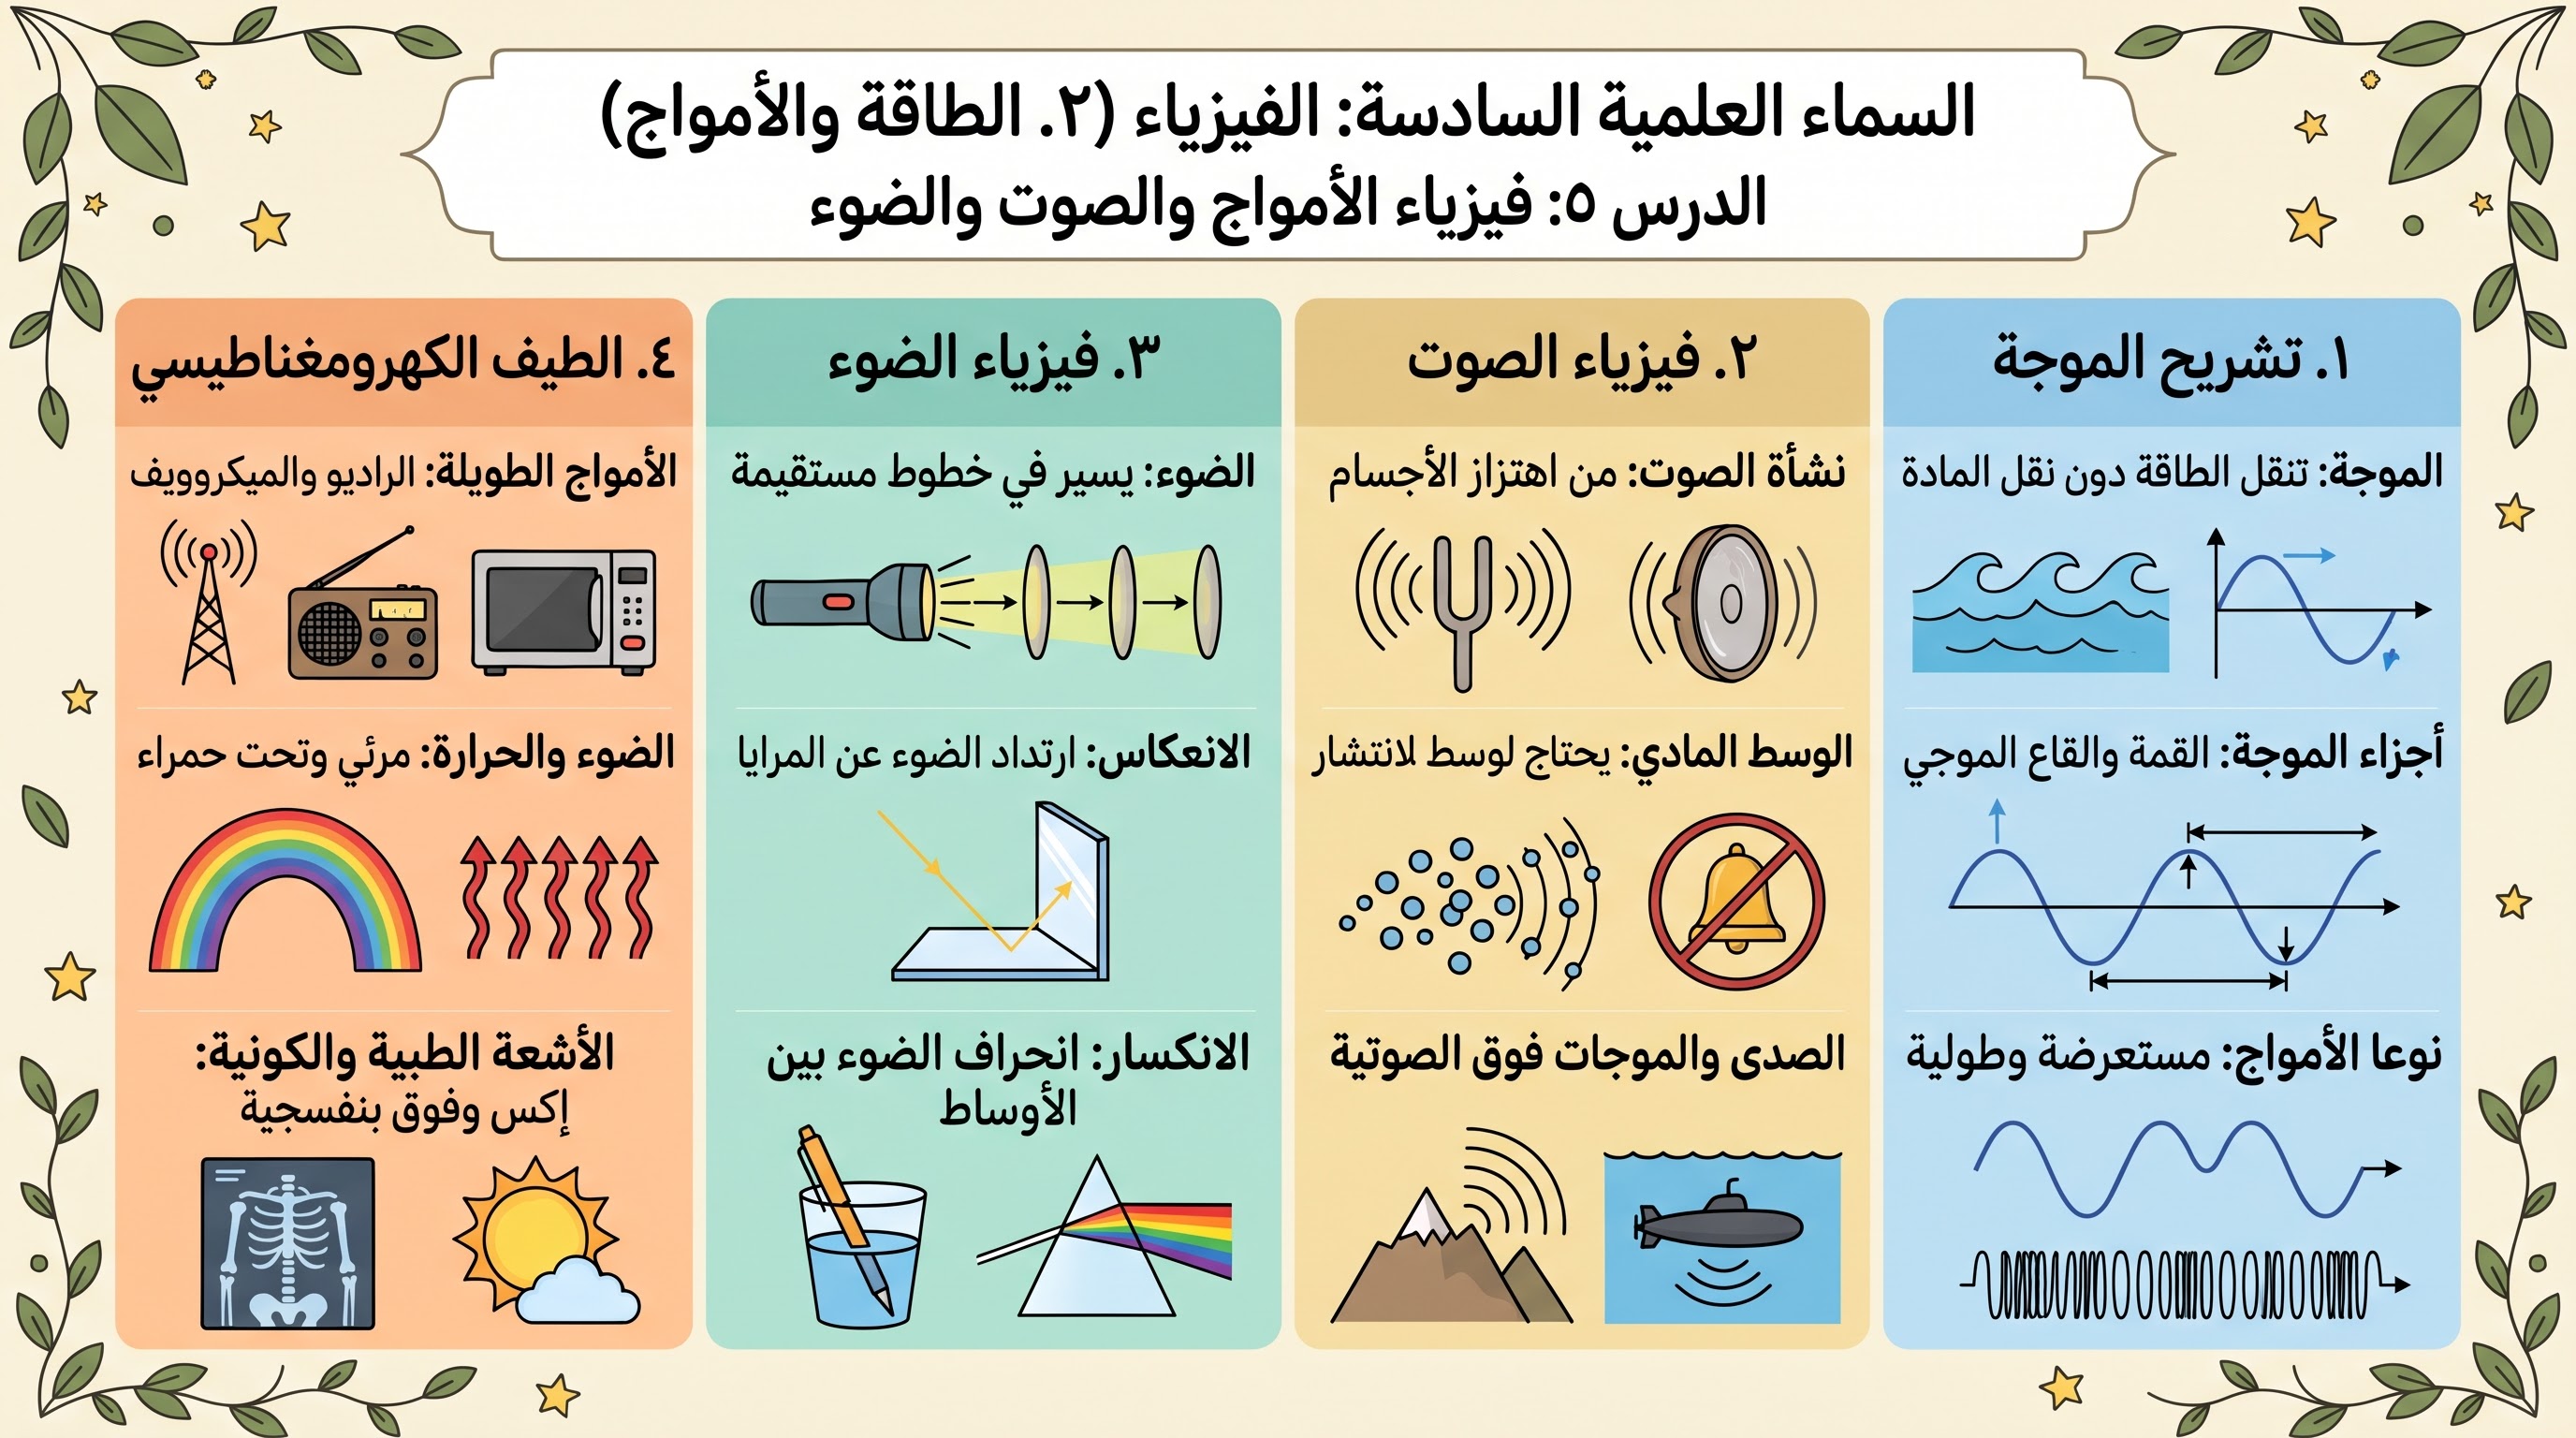 السماء العلمية السادسة: الفيزياء (٢. الطاقة والأمواج)
الدرس ٥: فيزياء الأمواج والصوت والضوء
١. تشريح الموجة
الموجة: تنقل الطاقة دون نقل المادة
أجزاء الموجة: القمة والقاع الموجي
نوعا الأمواج: مستعرضة وطولية
٢. فيزياء الصوت
نشأة الصوت: من اهتزاز الأجسام
الوسط المادي: يحتاج لوسط لانتشار
الصدى والموجات فوق الصوتية
٣. فيزياء الضوء
الضوء: يسير في خطوط مستقيمة
الانعكاس: ارتداد الضوء عن المرايا
الانكسار: انحراف الضوء بين
الأوساط
٤. الطيف الكهرومغناطيسي
الأمواج الطويلة: الراديو والميكروويف
الضوء والحرارة: مرئي وتحت حمراء
الأشعة الطبية والكونية:
إكس وفوق بنفسجية